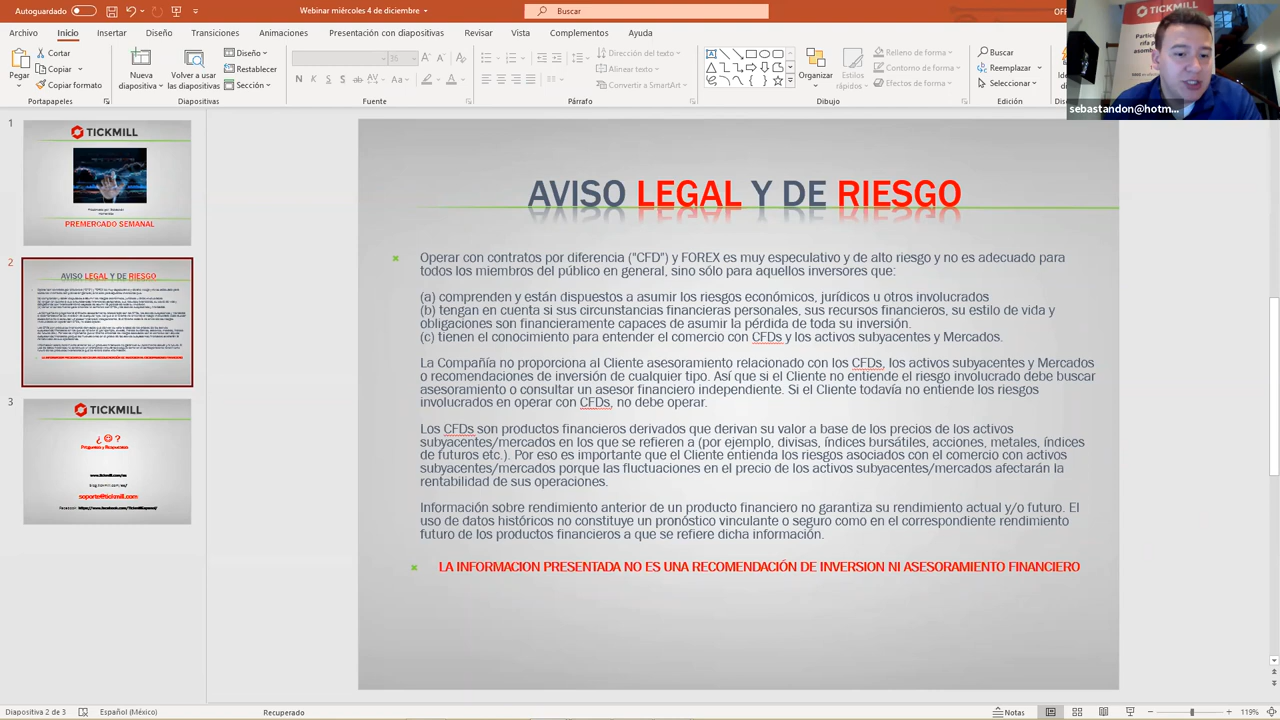 Autoguardado
Webinar miércoles 4 de diciembre
Buscar
Archivo Inicio Insertar Diseño Transiciones Animaciones Presentación con diapositivas Revisar Vista Complementos Ayuda
Pegar
Cortar
Copiar
Copiar formato
Portapapeles
Nueva
diapositiva
Volver a usar
las diapositivas
Diseño
Restablecer
Sección
Diapositivas
N K S S ab AV Aa A
Fuente
Dirección del texto
Alinear texto
Convertir a SmartArt
Párrafo
Organizar
Estilos
rápidos
Relleno de forma
Contorno de forma
Efectos de forma
Dibujo
Buscar
Reemplazar
Seleccionar
Edición
TICKMILL
sebastandon@hotm...
1
TICKMILL
PREMERCADO SEMANAL
2
AVISO LEGAL Y DE RIESGO
3
TICKMILL
¿ ?
Preguntas y Respuestas
soporte@tickmill.com
AVISO LEGAL Y DE RIESGO
Operar con contratos por diferencia ("CFD") y FOREX es muy especulativo y de alto riesgo y no es adecuado para
todos los miembros del público en general, sino sólo para aquellos inversores que:
(a) comprenden y estan dispuestos a asumir los riesgos economicos, juridicos u otros involucrados
(b) tengan en cuenta si sus circunstancias financieras personales, sus recursos financieros, su estilo de vida y
obligaciones son financieramente capaces de asumir la pérdida de toda su inversión.
(c) tienen el conocimiento para entender el comercio con CFDs y los activos subyacentes y Mercados.
La Compañía no proporciona al Cliente asesoramiento relacionado con los CFDs, los activos subyacentes y Mercados
o recomendaciones de inversión de cualquier tipo. Así que si el Cliente no entiende el riesgo involucrado debe buscar
asesoramiento o consultar un asesor financiero independiente. Si el Cliente todavía no entiende los riesgos
involucrados en operar con CFDS, no debe operar.
Los CFDs son productos financieros derivados que derivan su valor a base de los precios de los activos
subyacentes/mercados en los que se refieren a (por ejemplo, dados índices bursátiles, acciones, metales, índices
de futuros etc.). Por eso es importante que el Cliente entienda los riesgos asociados con el comercio con activos
subyacentes/mercados porque las fluctuaciones en el precio de los activos subyacentes/mercados afectarán la
rentabilidad de sus operaciones.
Información sobre rendimiento anterior de un producto financiero no garantiza su rendimiento actual y/o futuro. El
uso de datos históricos no constituye un pronóstico vinculante o seguro como en el correspondiente rendimiento
futuro de los productos financieros a que se refiere dicha información.
LA INFORMACION PRESENTADA NO ES UNA RECOMENDACIÓN DE INVERSION NI ASESORAMIENTO FINANCIERO
Diapositiva 2 de 3
Español (México)
Recuperado
Notas
119%